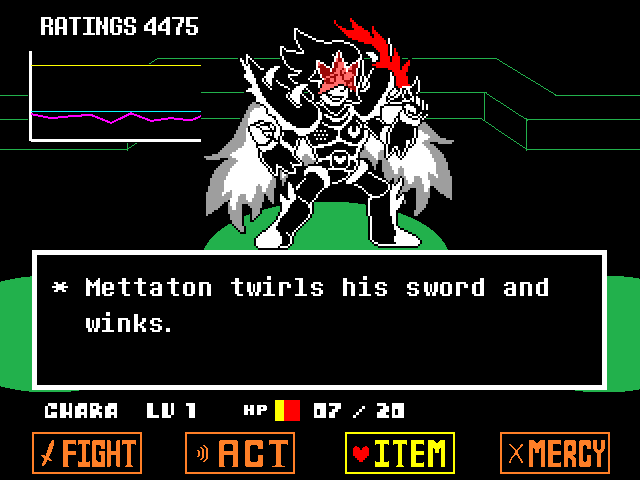 RATINGS 4475
* Mettaton twirls his sword and
winks.
CHARA LV 1 HP 07 / 20
FIGHT ACT ITEM MERCY